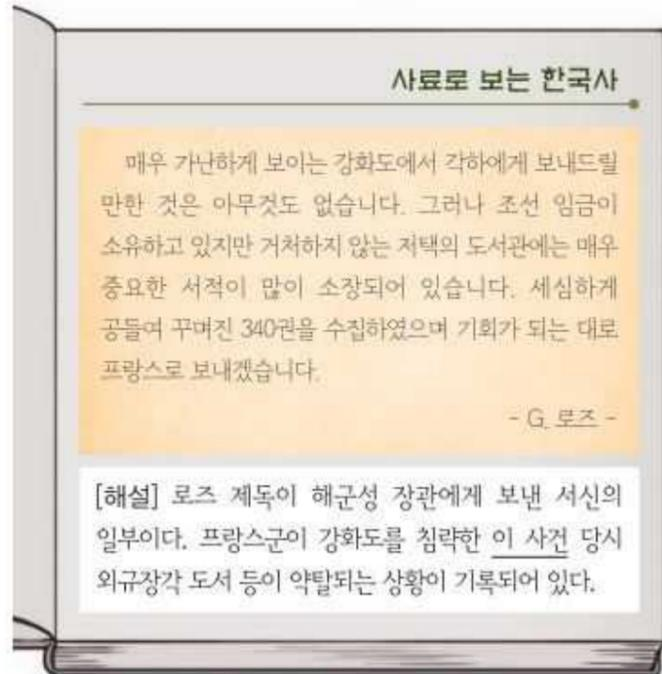 사료로 보는 한국사
매우 가난하게 보이는 강화도에서 각하에게 보내드릴
만한 것은 아무것도 없습니다. 그러나 조선 임금이
소유하고 있지만 거처하지 않는 저택의 도서관에는 매우
중요한 서적이 많이 소장되어 있습니다. 세심하게
공들여 꾸며진 340권을 수집하였으며 기회가 되는 대로
프랑스로 보내겠습니다.
- G. 로즈 -
[해설] 로즈 제독이 해군성 장관에게 보낸 서신의
일부이다. 프랑스군이 강화도를 침략한 이 사건 당시
외규장각 도서 등이 약탈되는 상황이 기록되어 있다.